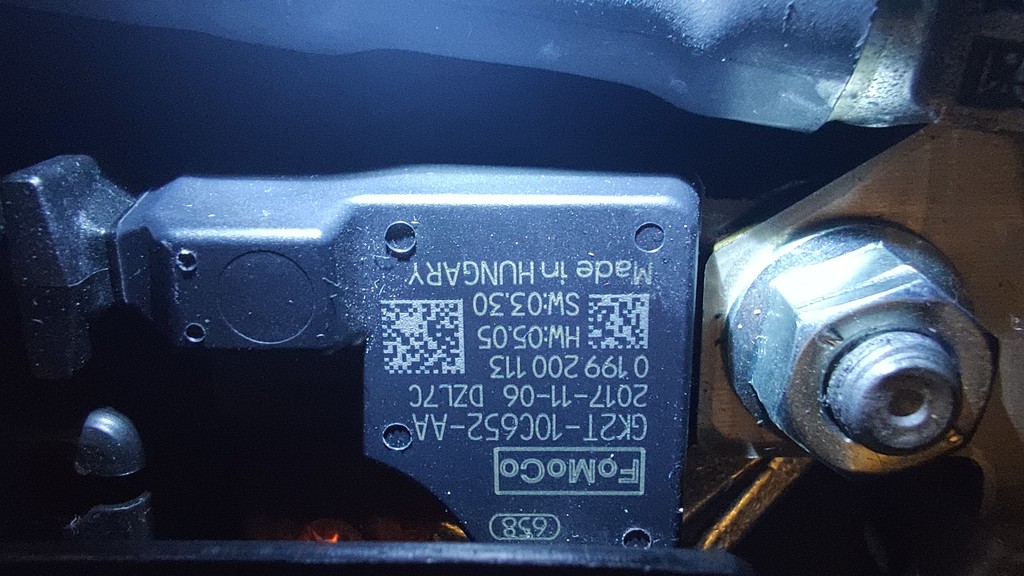 658
FoMoCo
GK2T-10C652-AA
2017-11-06 DZL7C
0 199 200 113
HW:05.05
SW:03.30
Made in HUNGARY